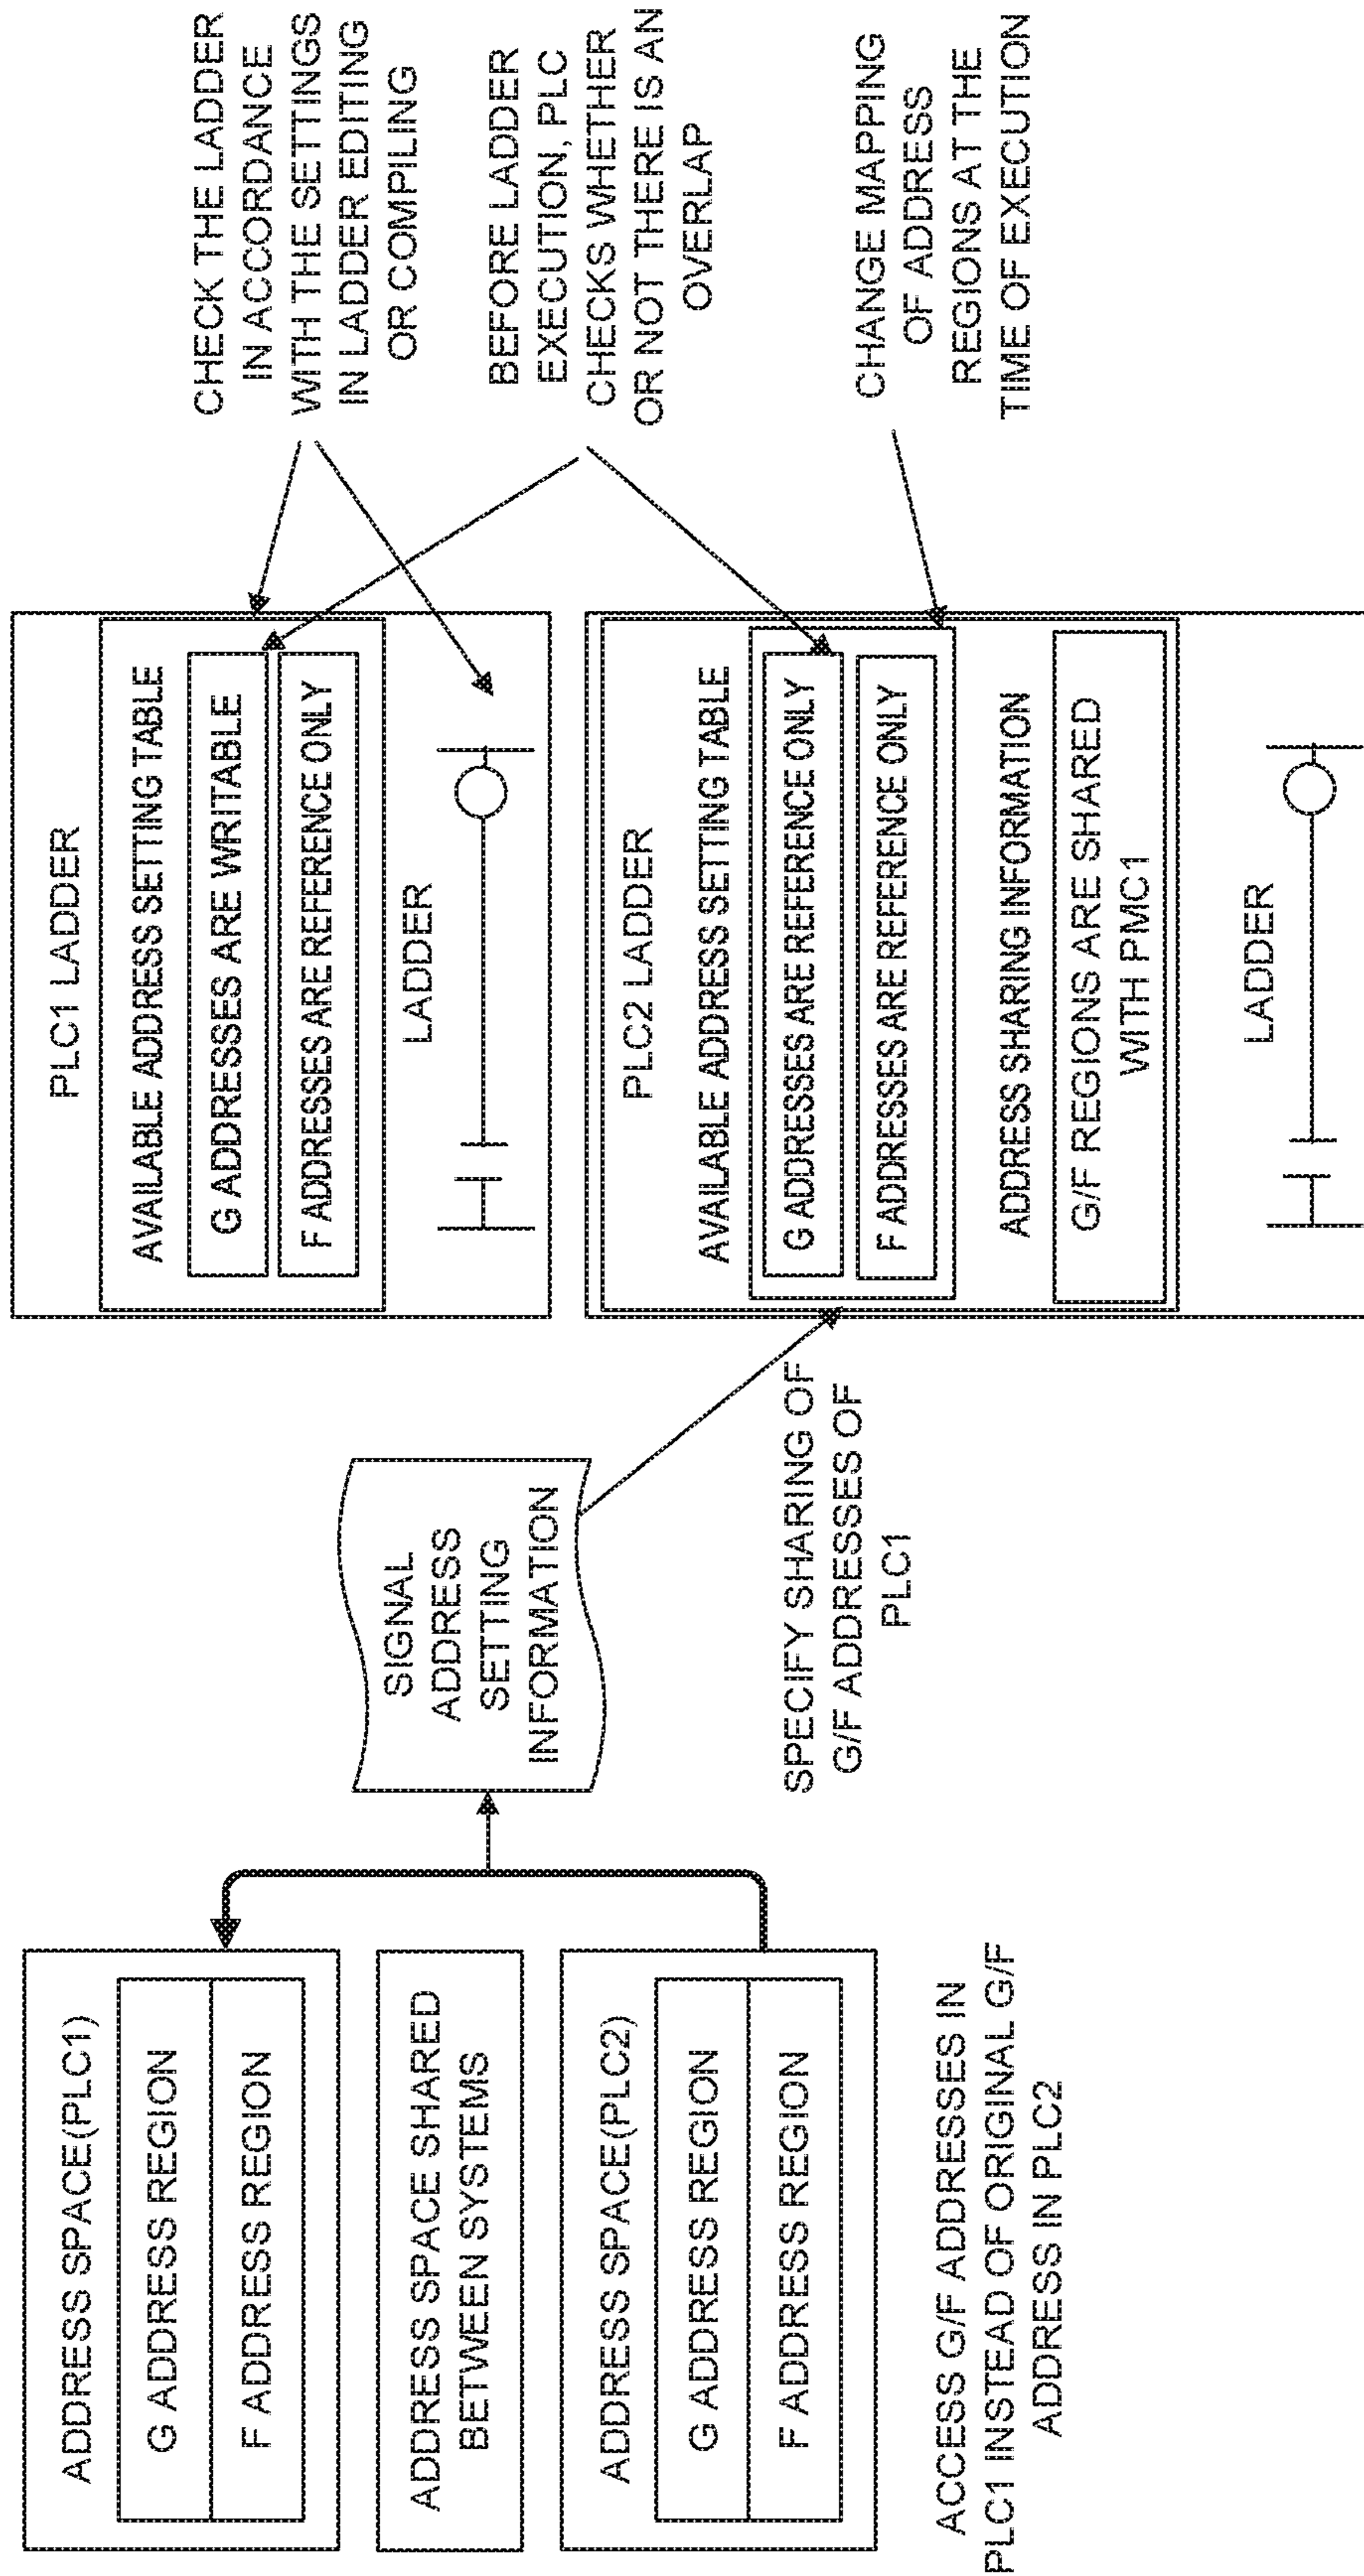 ADDRESS SPACE(PLC1)
G ADDRESS REGION
F ADDRESS REGION
ADDRESS SPACE SHARED
BETWEEN SYSTEMS
ADDRESS SPACE(PLC2)
G ADDRESS REGION
F ADDRESS REGION
ACCESS G/F ADDRESSES IN
PLC1 INSTEAD OF ORIGINAL G/F
ADDRESS IN PLC2
SIGNAL
ADDRESS
SETTING
INFORMATION
SPECIFY SHARING OF
G/F ADDRESSES OF
PLC1
PLC1 LADDER
AVAILABLE ADDRESS SETTING TABLE
G ADDRESSES ARE WRITABLE
F ADDRESSES ARE REFERENCE ONLY
LADDER
PLC2 LADDER
AVAILABLE ADDRESS SETTING TABLE
G ADDRESSES ARE REFERENCE ONLY
F ADDRESSES ARE REFERENCE ONLY
ADDRESS SHARING INFORMATION
G/F REGIONS ARE SHARED
WITH PMC1
LADDER
CHECK THE LADDER
IN ACCORDANCE
WITH THE SETTINGS
IN LADDER EDITING
OR COMPILING
BEFORE LADDER
EXECUTION, PLC
CHECKS WHETHER
OR NOT THERE IS AN
OVERLAP
CHANGE MAPPING
OF ADDRESS
REGIONS AT THE
TIME OF EXECUTION